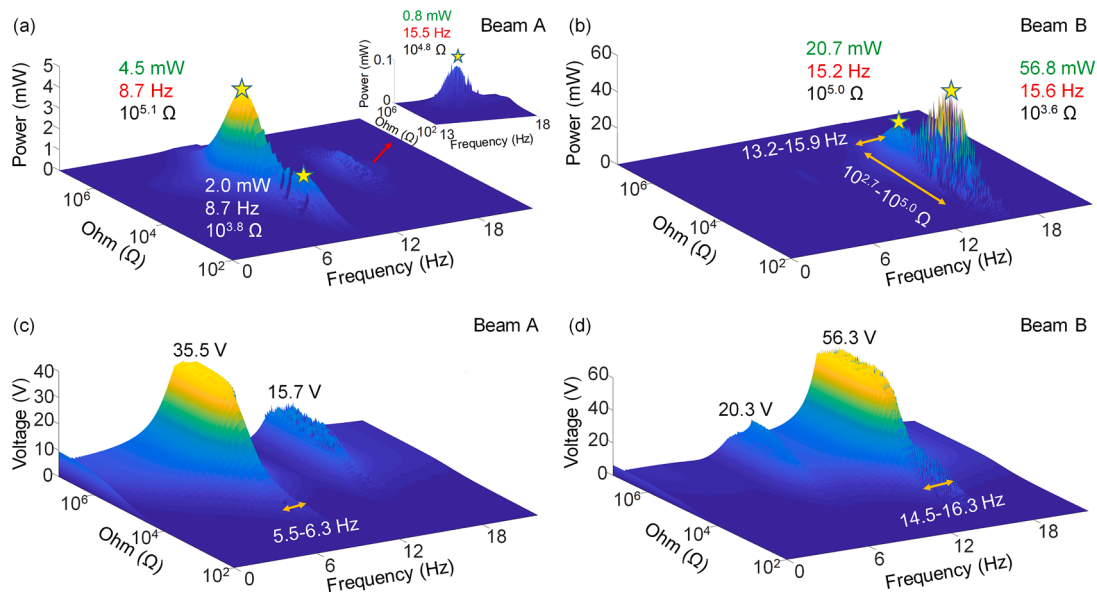 (a)
Beam A
4.5 mW
8.7 Hz
10^5.1 Ω
0.8 mW
15.5 Hz
10^4.8 Ω
Power (mW)
0.1
0
10^6
Ohm (Ω)
10^2
13
Frequency (Hz)
18
Power (mW)
5
4
3
2
1
0
2.0 mW
8.7 Hz
10^3.8 Ω
10^6
10^4
10^2
Ohm (Ω)
0
6
12
18
Frequency (Hz)
(b)
Beam B
20.7 mW
15.2 Hz
10^5.0 Ω
56.8 mW
15.6 Hz
10^3.6 Ω
Power (mW)
60
40
20
0
13.2-15.9 Hz
10^2.7-10^5.0 Ω
10^6
10^4
10^2
Ohm (Ω)
0
6
12
18
Frequency (Hz)
(c)
Beam A
35.5 V
15.7 V
Voltage (V)
40
30
20
10
0
5.5-6.3 Hz
10^6
10^4
10^2
Ohm (Ω)
0
6
12
18
Frequency (Hz)
(d)
Beam B
56.3 V
20.3 V
Voltage (V)
60
40
20
0
14.5-16.3 Hz
10^6
10^4
10^2
Ohm (Ω)
0
6
12
18
Frequency (Hz)